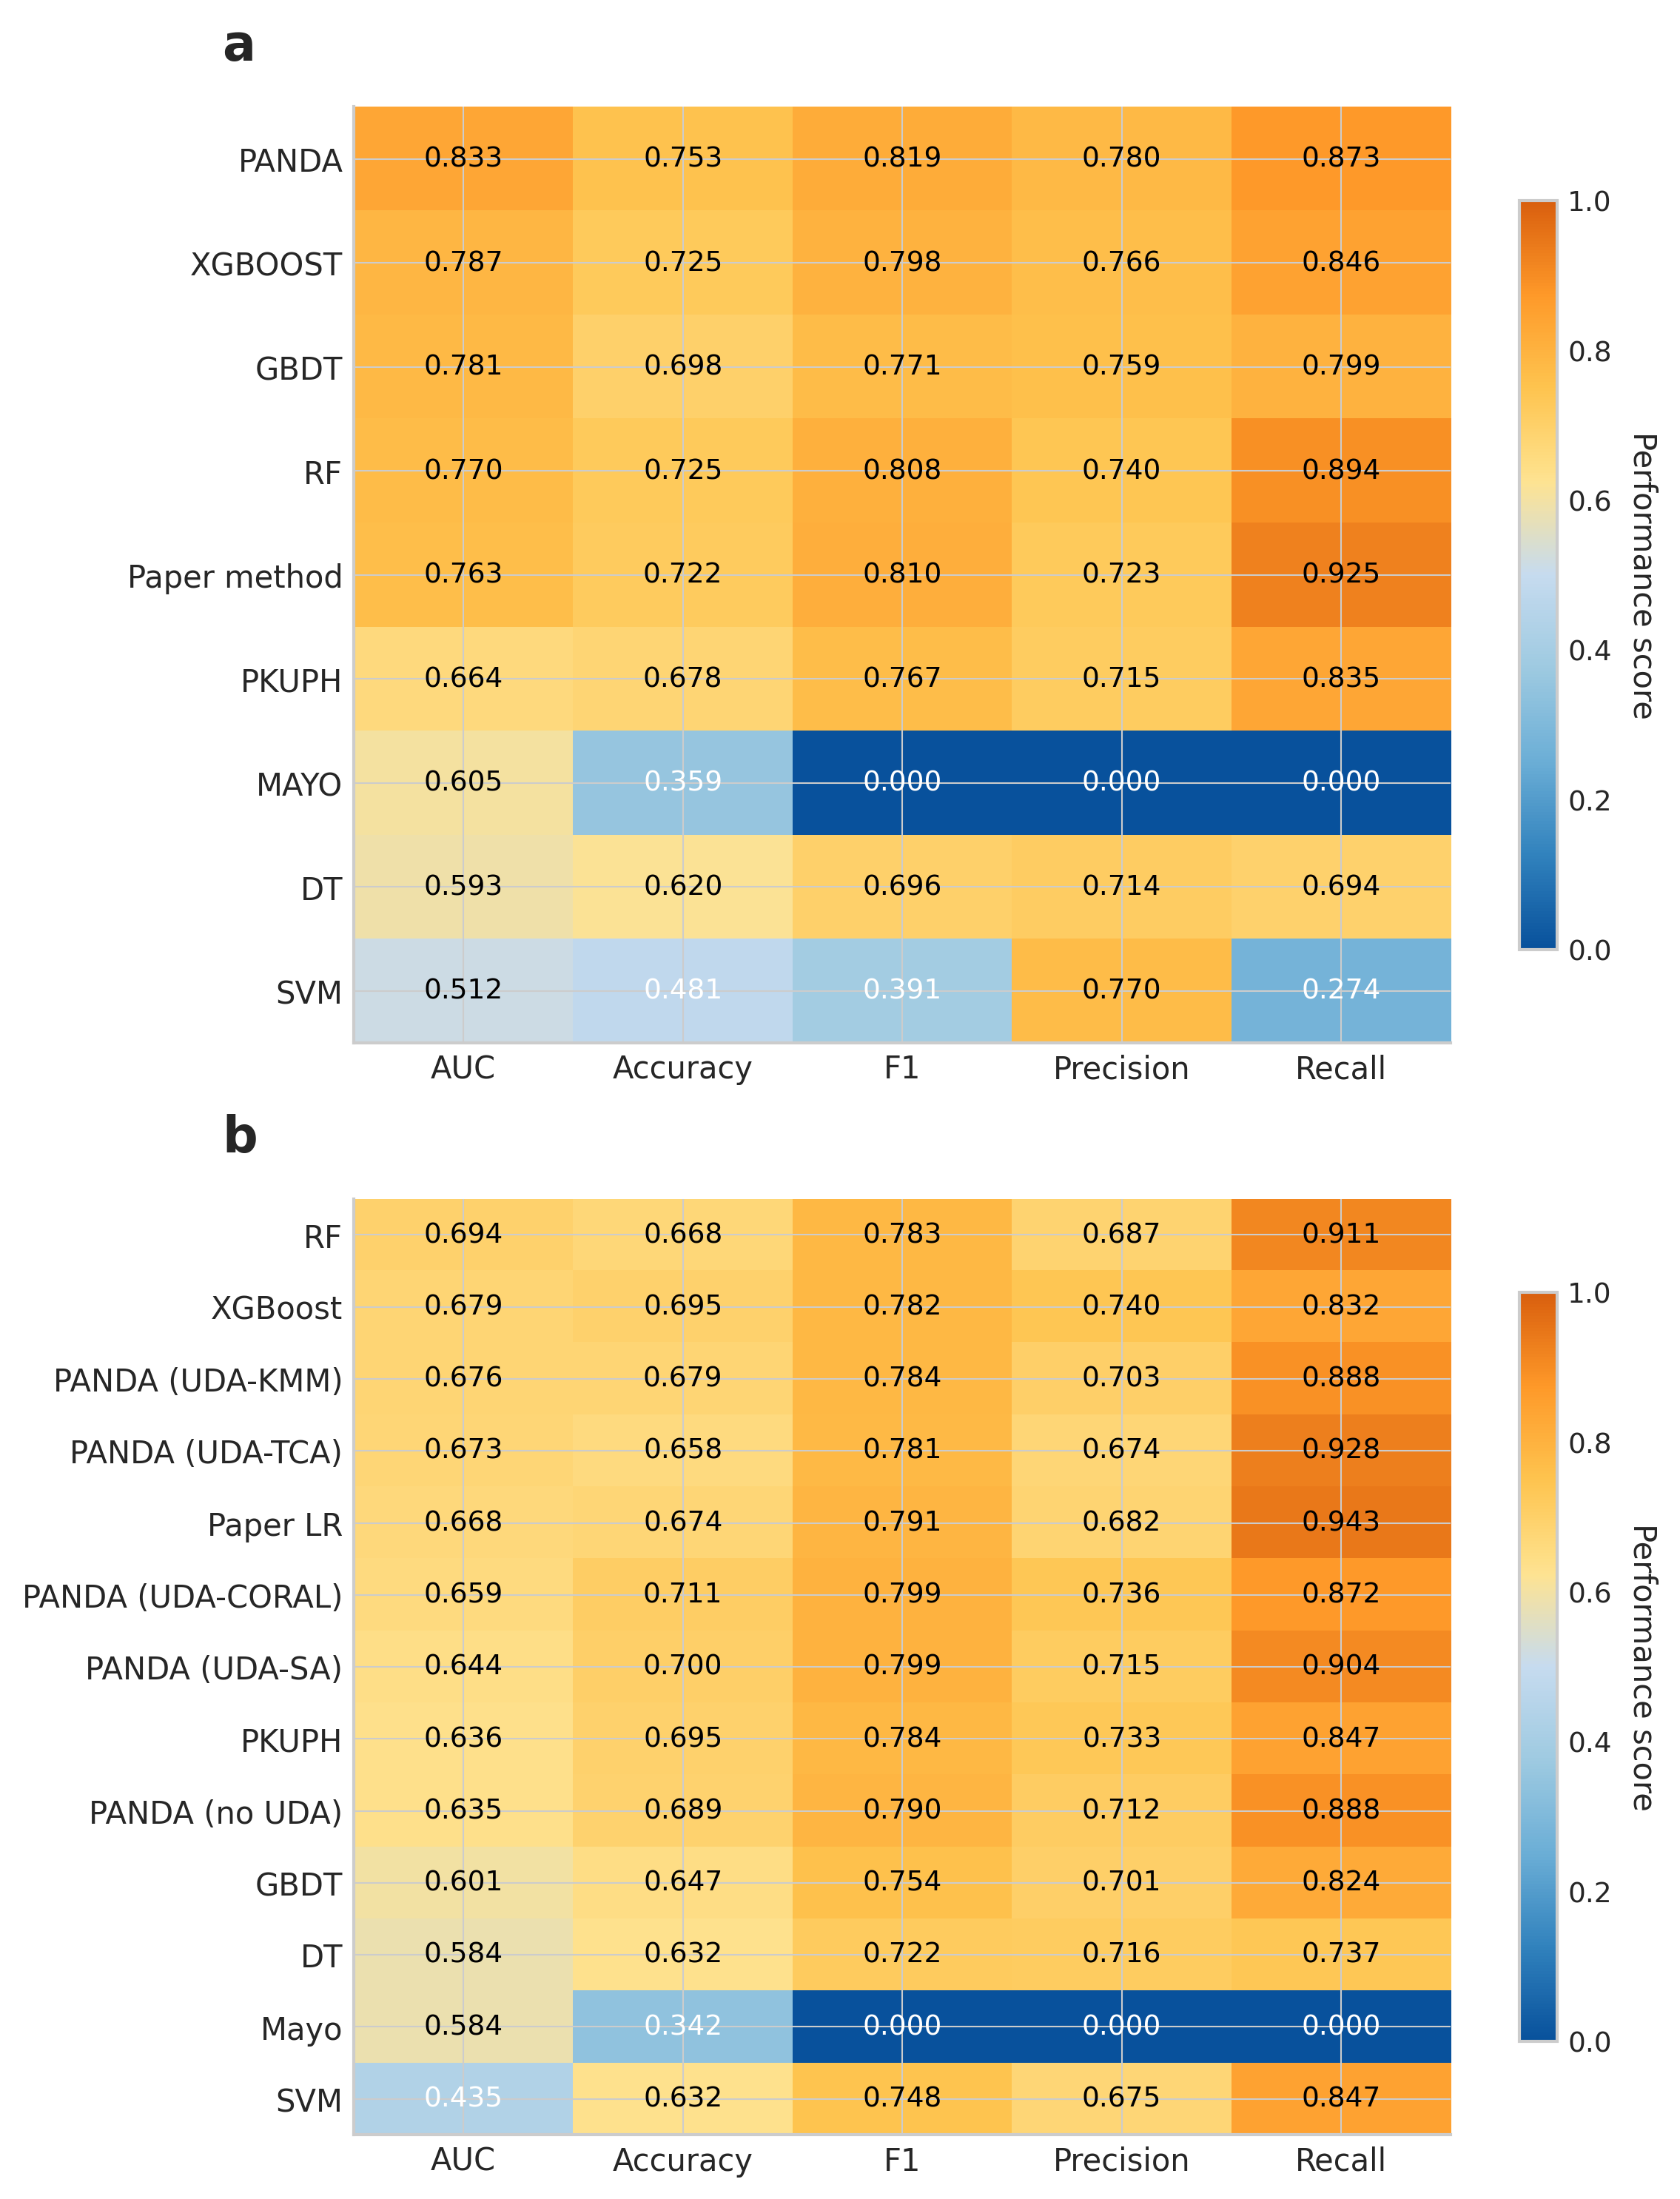 a
PANDA 0.833 0.753 0.819 0.780 0.873
XGBOOST 0.787 0.725 0.798 0.766 0.846
GBDT 0.781 0.698 0.771 0.759 0.799
RF 0.770 0.725 0.808 0.740 0.894
Paper method 0.763 0.722 0.810 0.723 0.925
PKUPH 0.664 0.678 0.767 0.715 0.835
MAYO 0.605 0.359 0.000 0.000 0.000
DT 0.593 0.620 0.696 0.714 0.694
SVM 0.512 0.481 0.391 0.770 0.274
AUC Accuracy F1 Precision Recall
1.0
0.8
0.6
0.4
0.2
0.0
Performance score
b
RF 0.694 0.668 0.783 0.687 0.911
XGBoost 0.679 0.695 0.782 0.740 0.832
PANDA (UDA-KMM) 0.676 0.679 0.784 0.703 0.888
PANDA (UDA-TCA) 0.673 0.658 0.781 0.674 0.928
Paper LR 0.668 0.674 0.791 0.682 0.943
PANDA (UDA-CORAL) 0.659 0.711 0.799 0.736 0.872
PANDA (UDA-SA) 0.644 0.700 0.799 0.715 0.904
PKUPH 0.636 0.695 0.784 0.733 0.847
PANDA (no UDA) 0.635 0.689 0.790 0.712 0.888
GBDT 0.601 0.647 0.754 0.701 0.824
DT 0.584 0.632 0.722 0.716 0.737
Mayo 0.584 0.342 0.000 0.000 0.000
SVM 0.435 0.632 0.748 0.675 0.847
AUC Accuracy F1 Precision Recall
1.0
0.8
0.6
0.4
0.2
0.0
Performance score